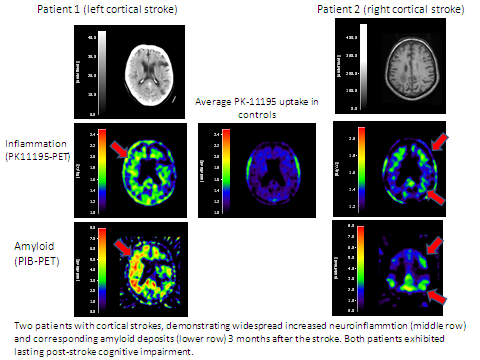 Patient 1 (left cortical stroke)
Patient 2 (right cortical stroke)
Average PK-11195 uptake in
controls
Inflammation
(PK11195-PET)
Amyloid
(PIB-PET)
Two patients with cortical strokes, demonstrating widespread increased neuroinflammtion (middle row)
and corresponding amyloid deposits (lower row) 3 months after the stroke. Both patients exhibited
lasting post-stroke cognitive impairment.